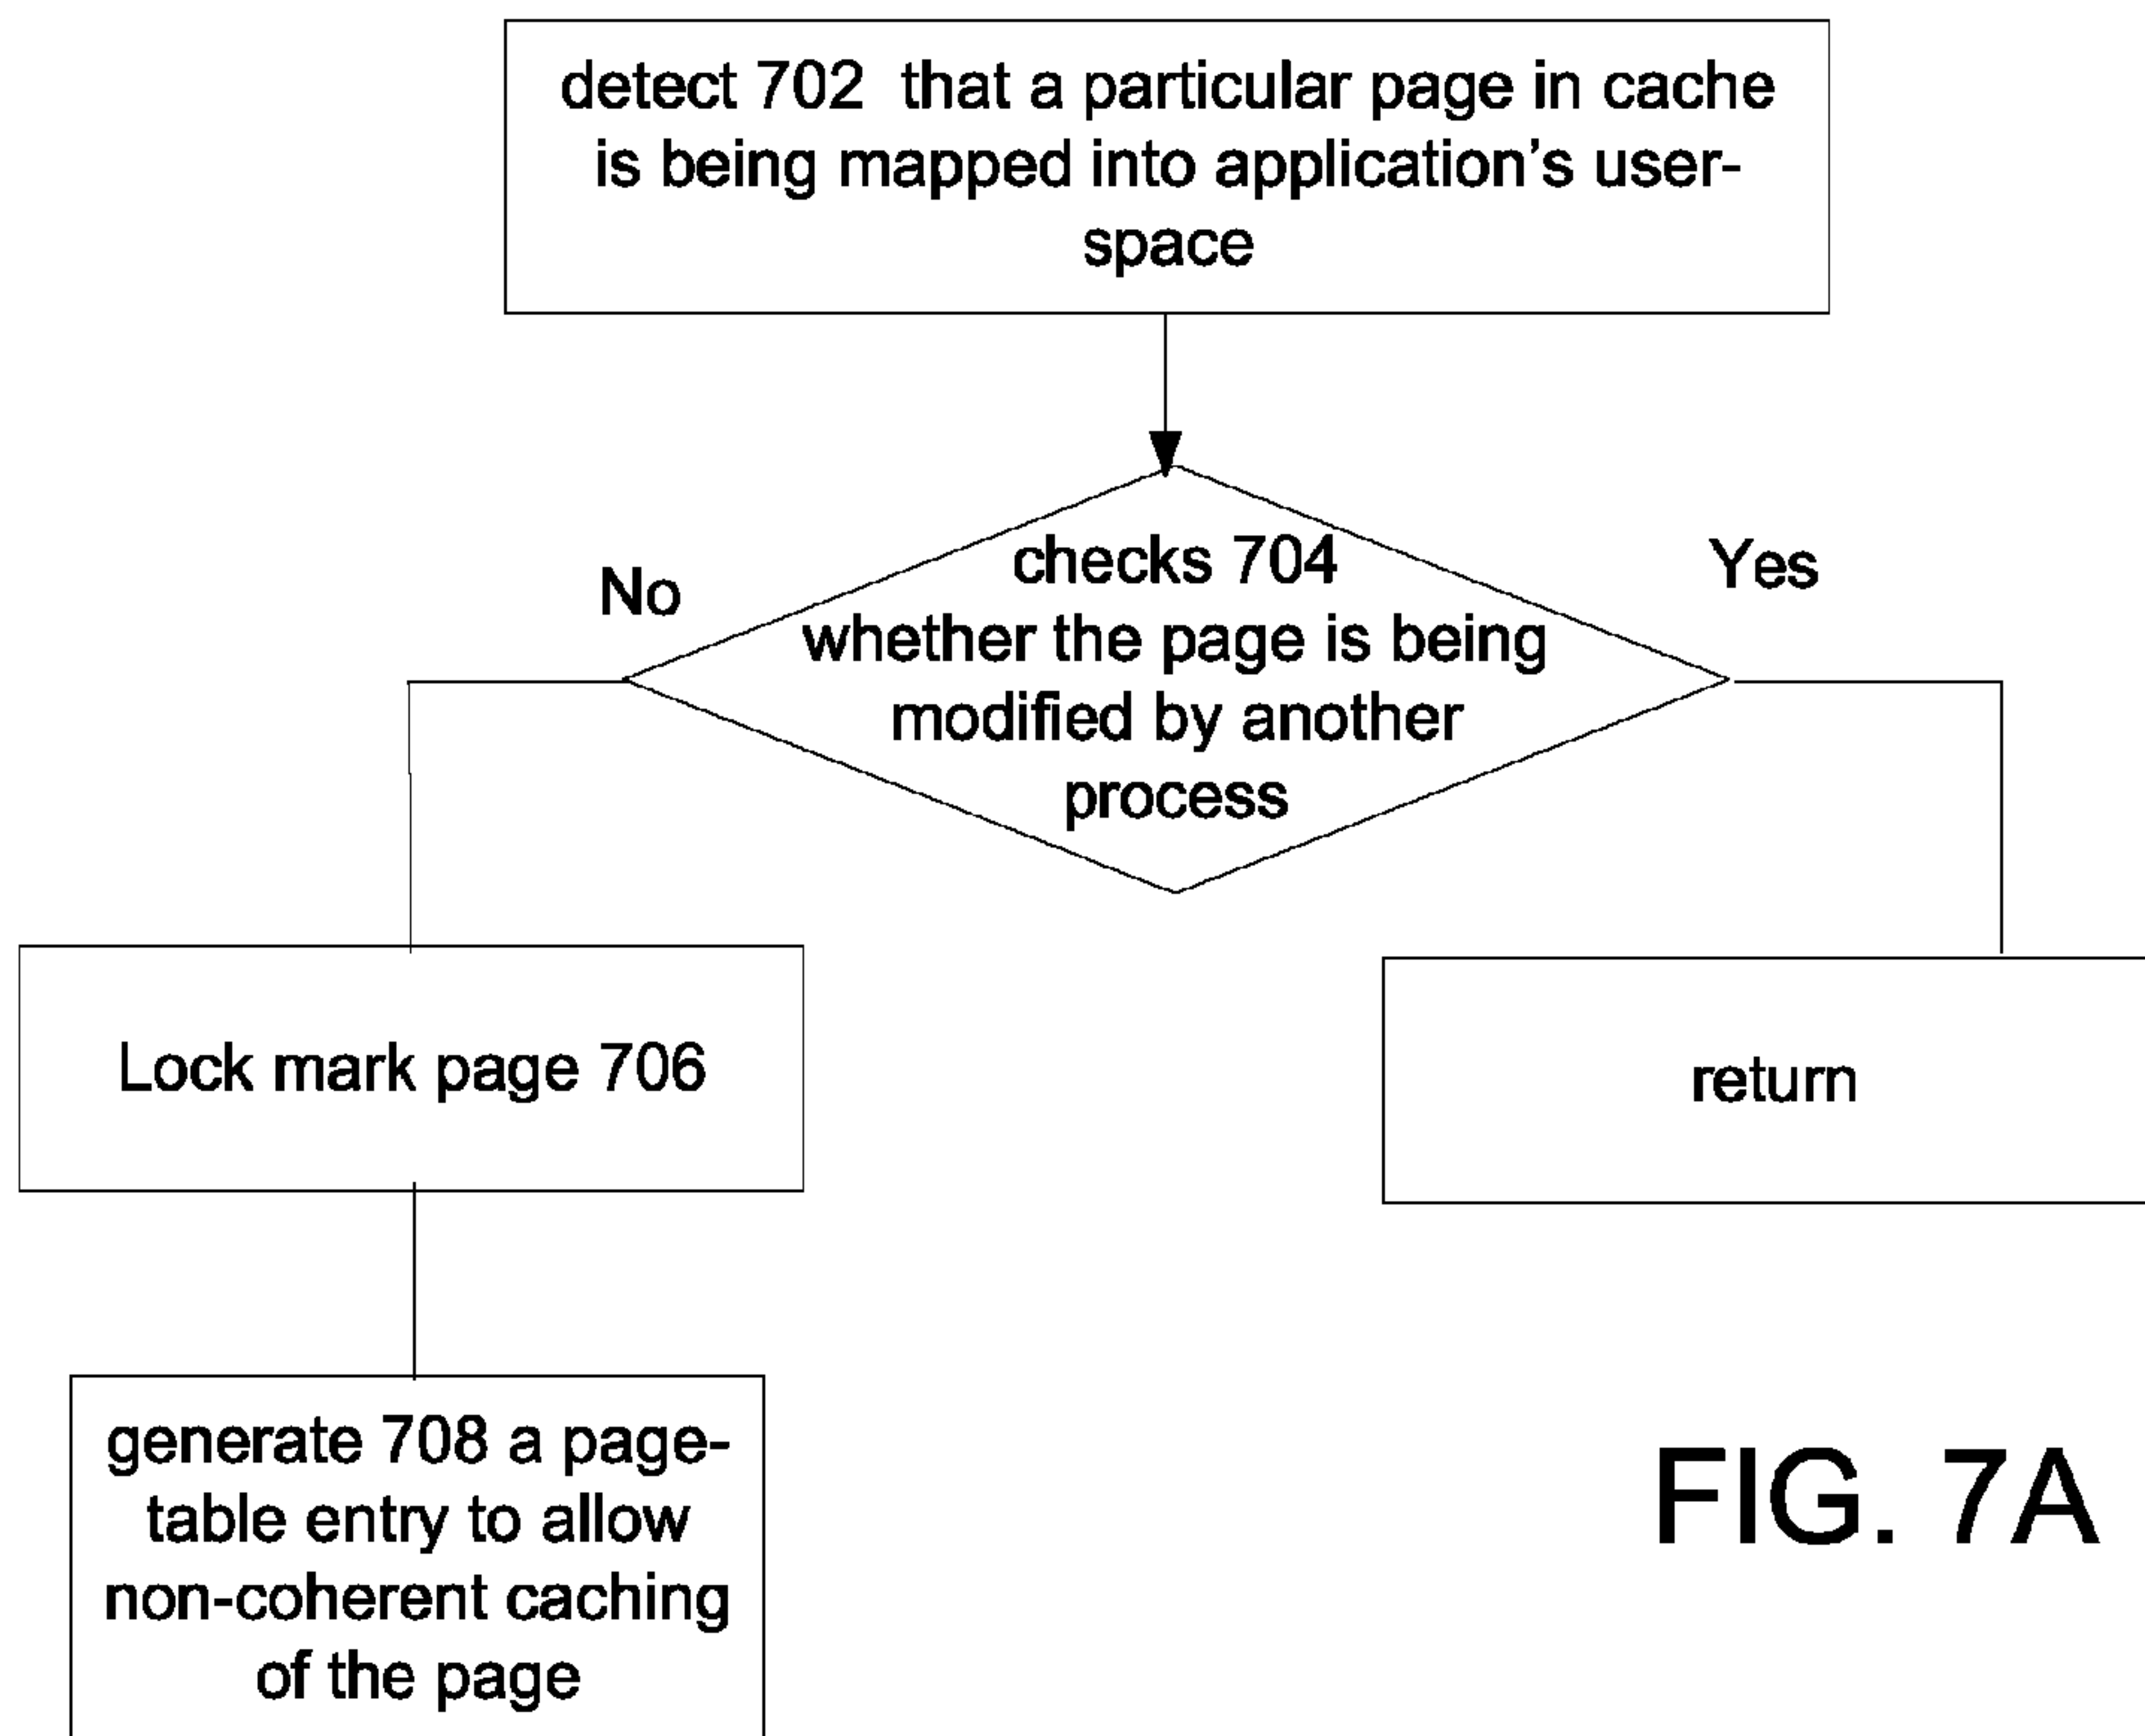 detect 702 that a particular page in cache
is being mapped into application's user-
space
checks 704
whether the page is being
modified by another
process
No
Yes
Lock mark page 706
return
generate 708 a page-
table entry to allow
non-coherent caching
of the page
FIG. 7A